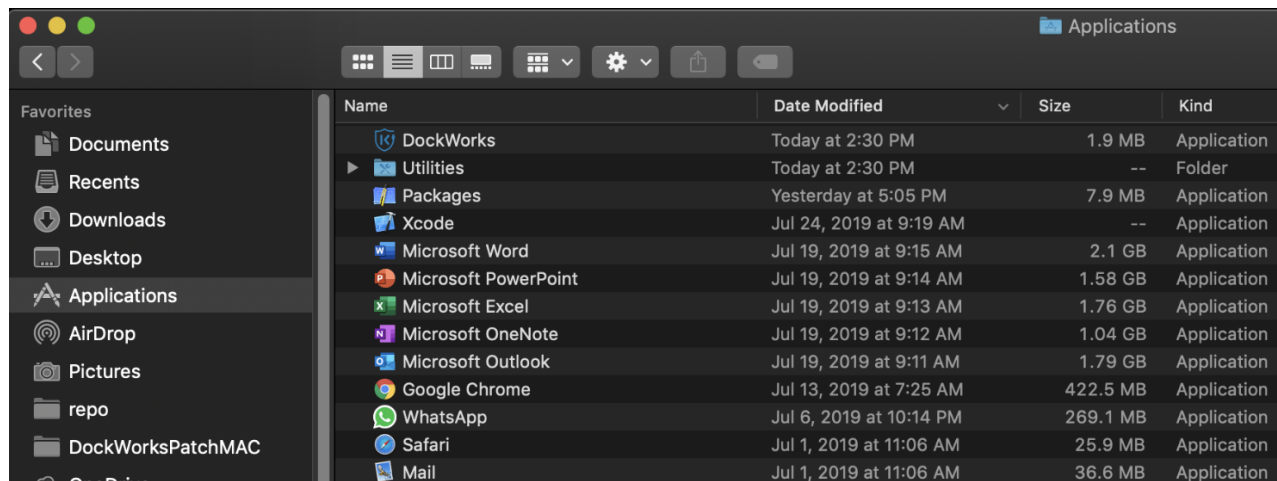 Applications
Favorites
Documents
Recents
Downloads
Desktop
Applications
AirDrop
Pictures
repo
DockWorksPatchMAC
Name Date Modified Size Kind
DockWorks Today at 2:30 PM 1.9 MB Application
Utilities Today at 2:30 PM -- Folder
Packages Yesterday at 5:05 PM 7.9 MB Application
Xcode Jul 24, 2019 at 9:19 AM -- Application
Microsoft Word Jul 19, 2019 at 9:15 AM 2.1 GB Application
Microsoft PowerPoint Jul 19, 2019 at 9:14 AM 1.58 GB Application
Microsoft Excel Jul 19, 2019 at 9:13 AM 1.76 GB Application
Microsoft OneNote Jul 19, 2019 at 9:12 AM 1.04 GB Application
Microsoft Outlook Jul 19, 2019 at 9:11 AM 1.79 GB Application
Google Chrome Jul 13, 2019 at 7:25 AM 422.5 MB Application
WhatsApp Jul 6, 2019 at 10:14 PM 269.1 MB Application
Safari Jul 1, 2019 at 11:06 AM 25.9 MB Application
Mail Jul 1, 2019 at 11:06 AM 36.6 MB Application